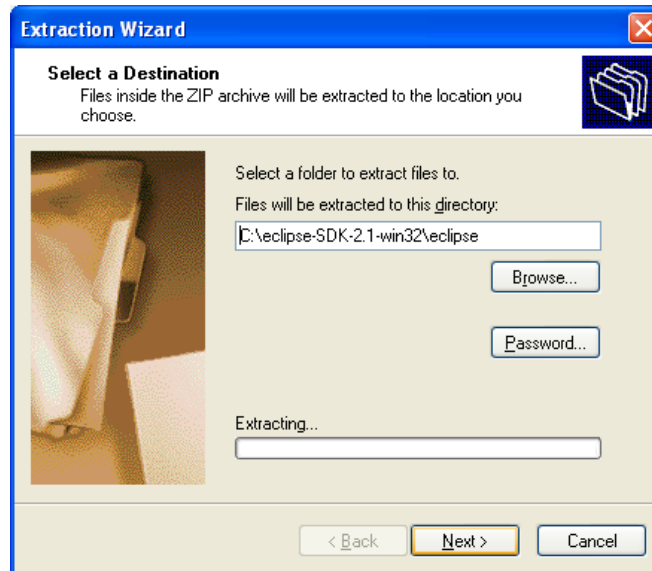 Extraction Wizard
Select a Destination
Files inside the ZIP archive will be extracted to the location you
choose.
Select a folder to extract files to.
Files will be extracted to this directory:
C:\eclipse-SDK-2.1-win32\eclipse
Browse...
Password...
Extracting...
< Back
Next >
Cancel